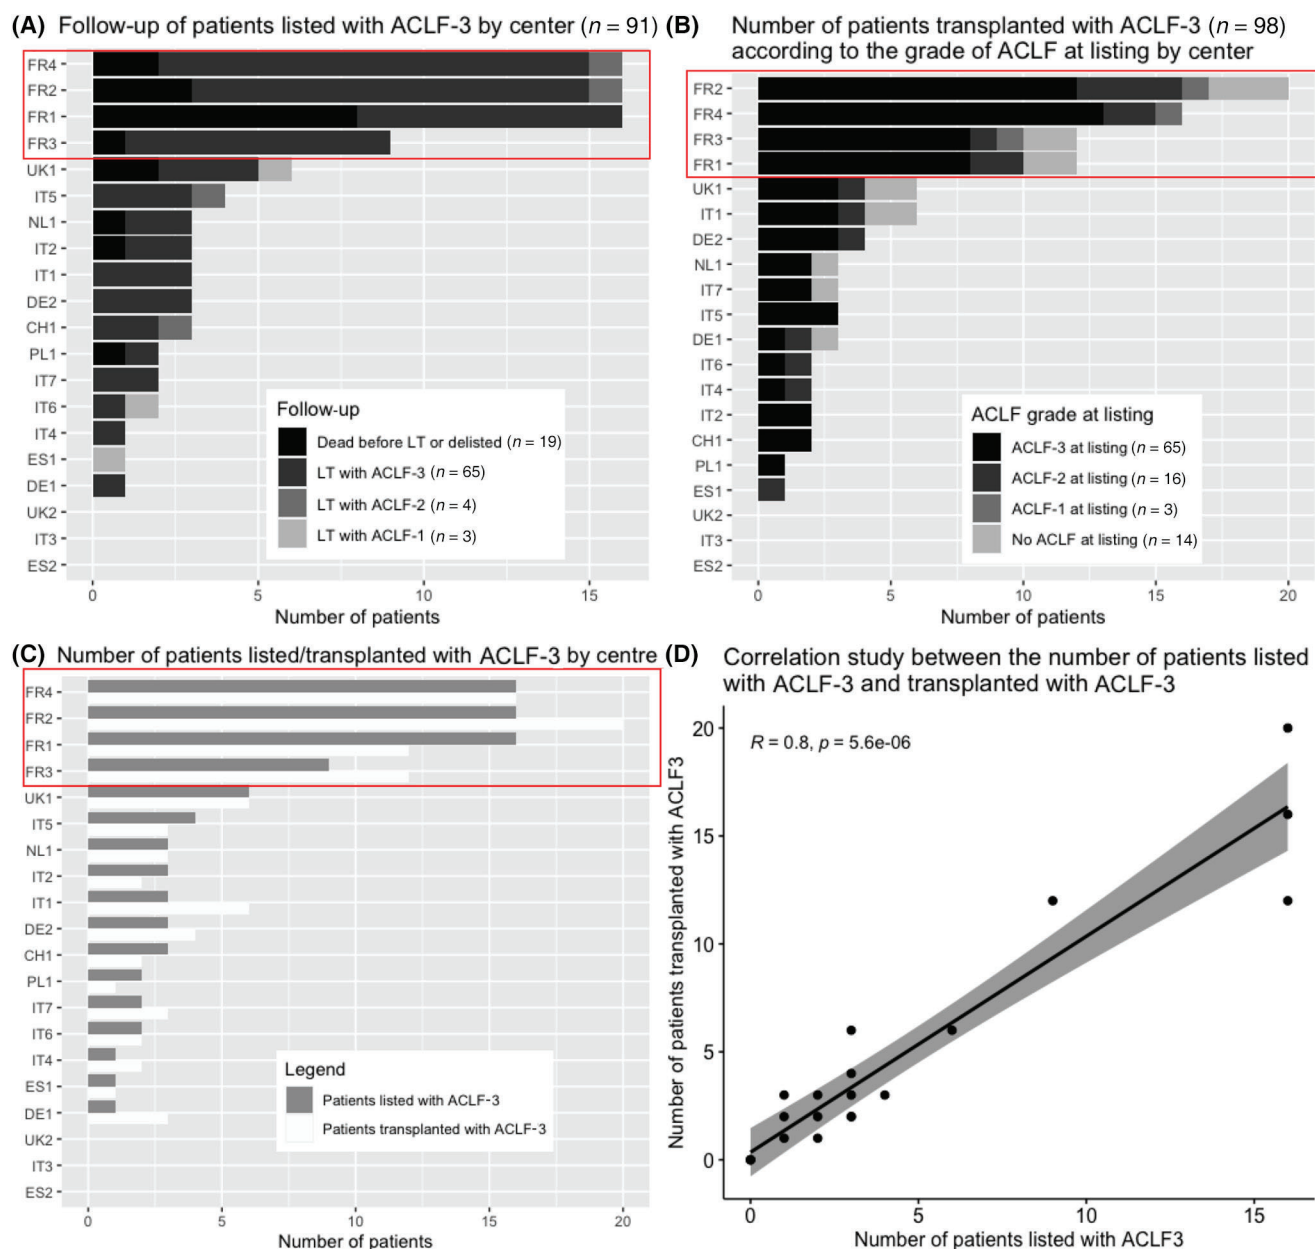 (A) Follow-up of patients listed with ACLF-3 by center (n = 91)
FR4
FR2
FR1
FR3
UK1
IT5
NL1
IT2
IT1
DE2
CH1
PL1
IT7
IT6
IT4
ES1
DE1
UK2
IT3
ES2
Follow-up
Dead before LT or delisted (n = 19)
LT with ACLF-3 (n = 65)
LT with ACLF-2 (n = 4)
LT with ACLF-1 (n = 3)
0 5 10 15
Number of patients
(B) Number of patients transplanted with ACLF-3 (n = 98)
according to the grade of ACLF at listing by center
FR2
FR4
FR3
FR1
UK1
IT1
DE2
NL1
IT7
IT5
DE1
IT6
IT4
IT2
CH1
PL1
ES1
UK2
IT3
ES2
ACLF grade at listing
ACLF-3 at listing (n = 65)
ACLF-2 at listing (n = 16)
ACLF-1 at listing (n = 3)
No ACLF at listing (n = 14)
0 5 10 15 20
Number of patients
(C) Number of patients listed/transplanted with ACLF-3 by centre
FR4
FR2
FR1
FR3
UK1
IT5
NL1
IT2
IT1
DE2
CH1
PL1
IT7
IT6
IT4
ES1
DE1
UK2
IT3
ES2
Legend
Patients listed with ACLF-3
Patients transplanted with ACLF-3
0 5 10 15 20
Number of patients
(D) Correlation study between the number of patients listed
with ACLF-3 and transplanted with ACLF-3
R = 0.8, p = 5.6e-06
Number of patients transplanted with ACLF3
20
15
10
5
0
0 5 10 15
Number of patients listed with ACLF3